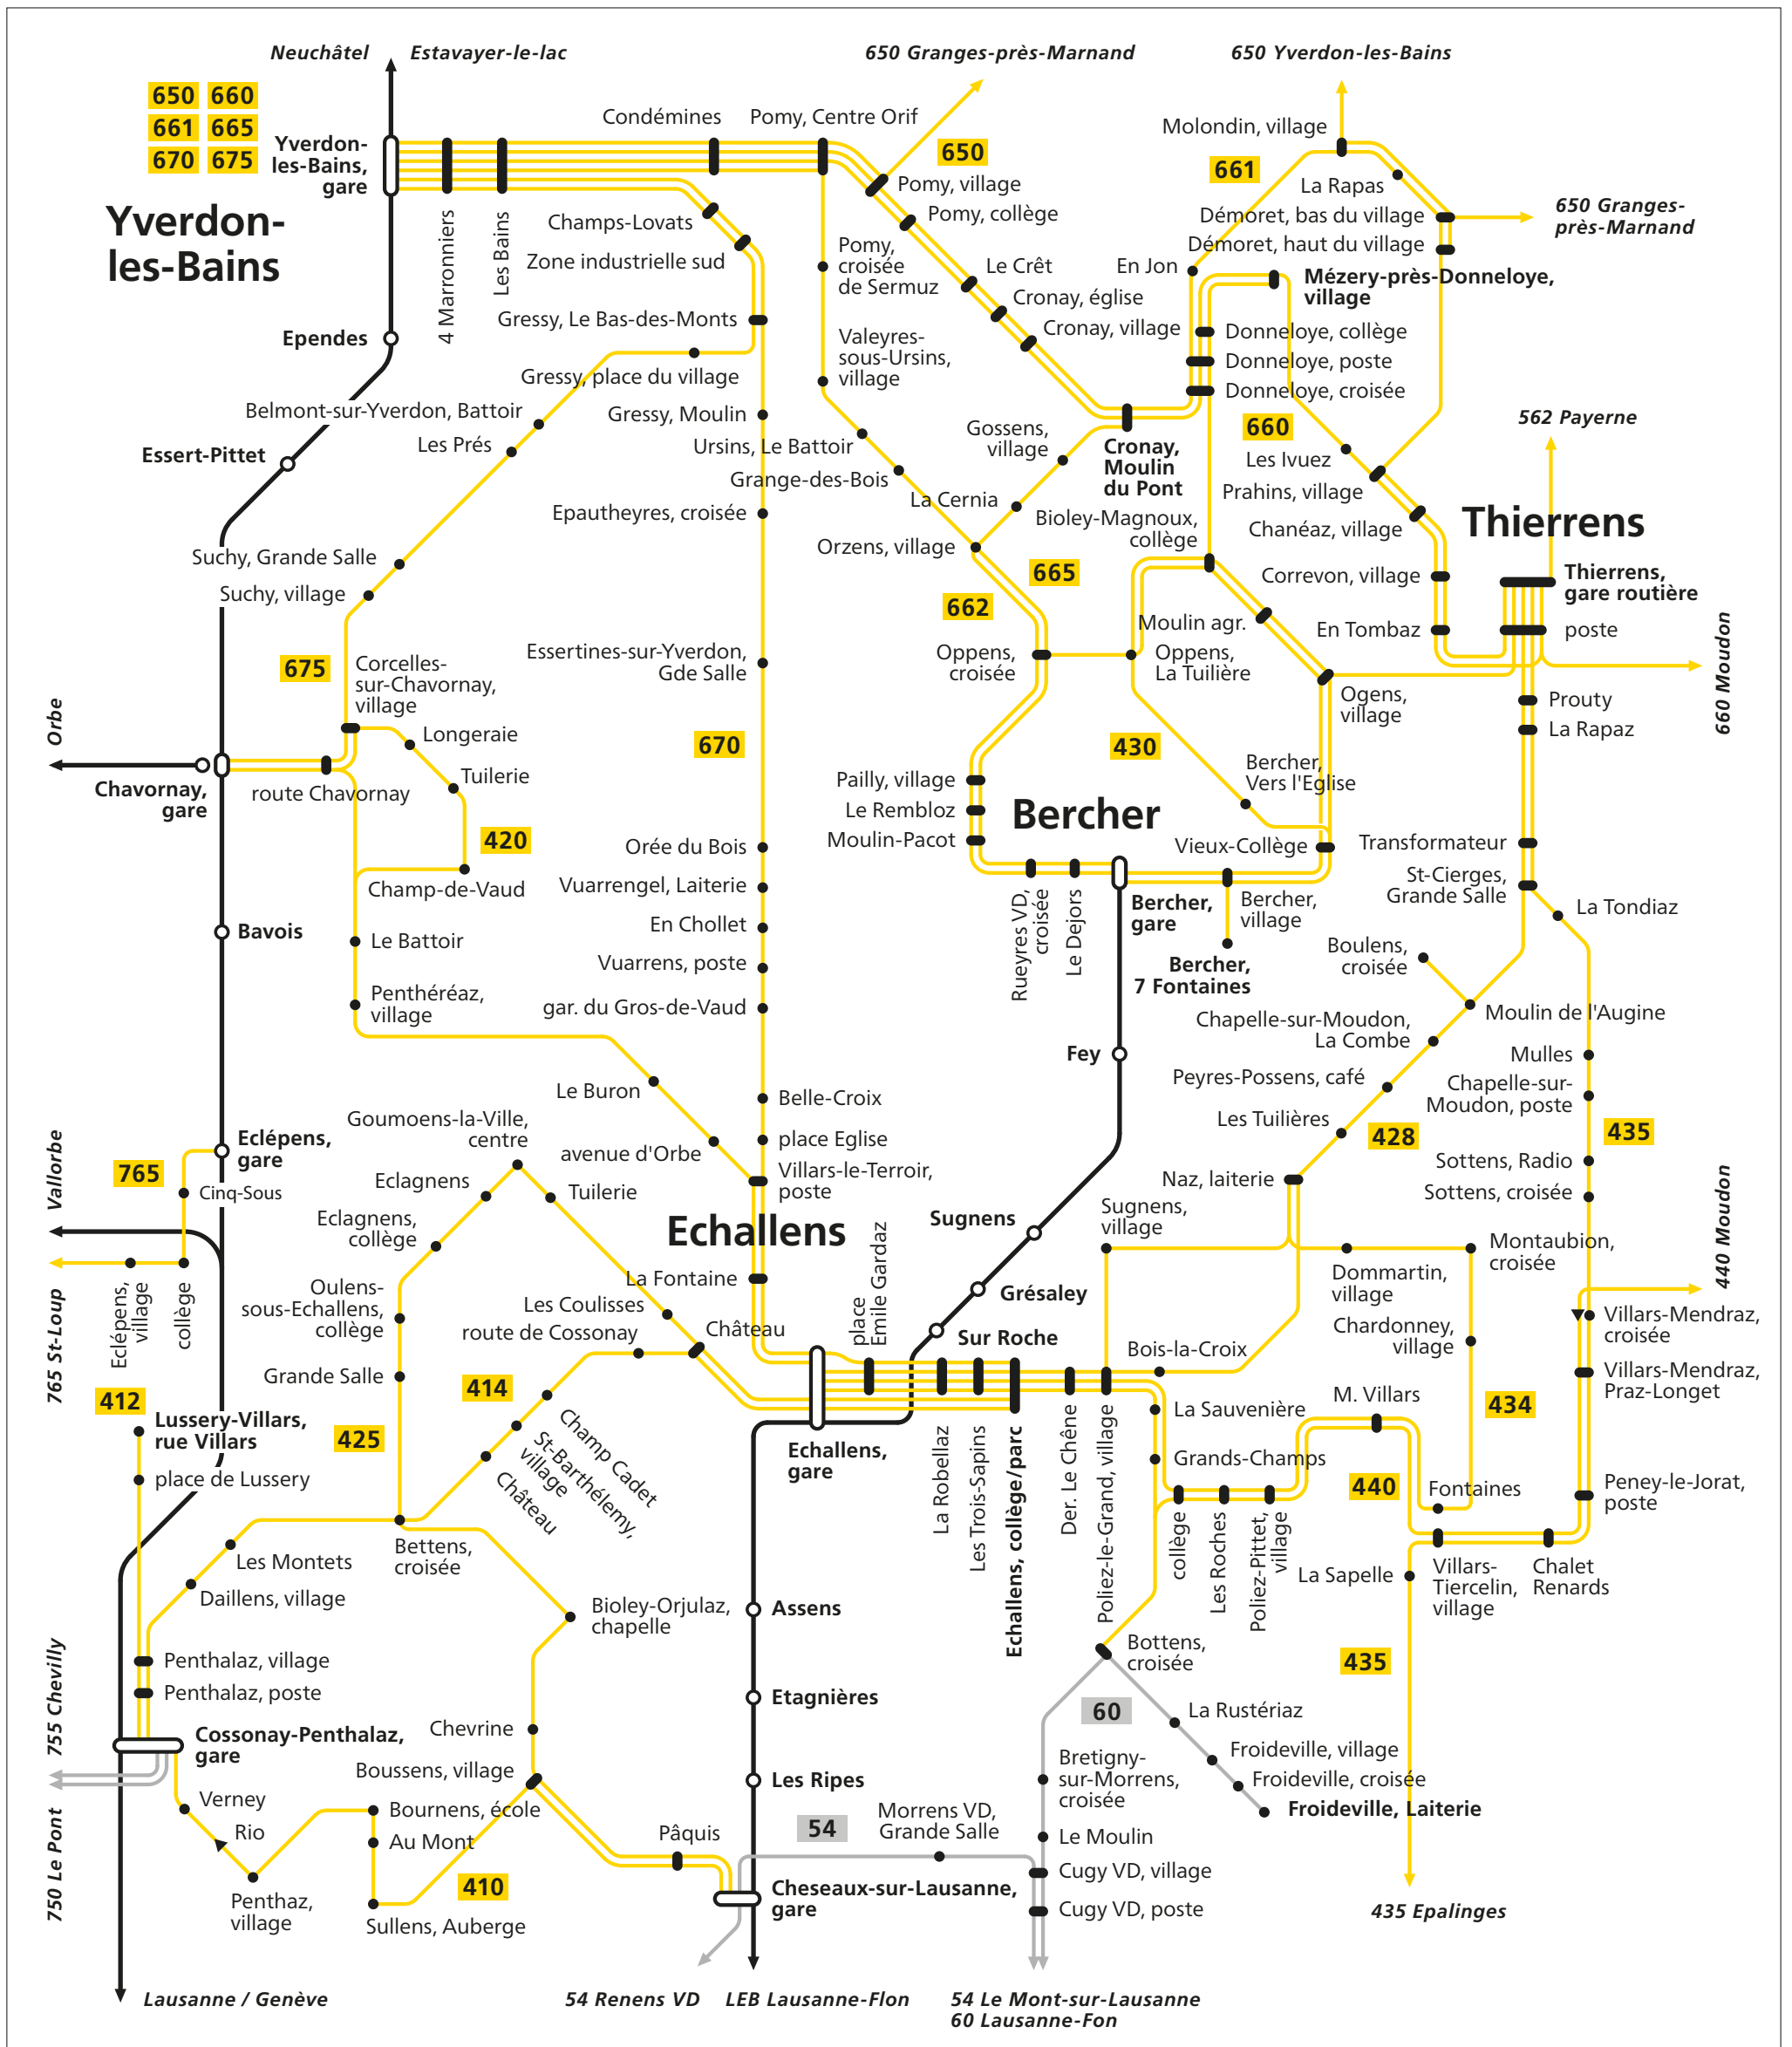 Neuchâtel
Estavayer-le-lac
650 Granges-près-Marnand
650 Yverdon-les-Bains
650 660
661 665
670 675
Yverdon-
les-Bains,
gare
Yverdon-
les-Bains
4 Marronniers
Les Bains
Condémines
Pomy, Centre Orif
650
Pomy, village
Pomy, collège
Champs-Lovats
Zone industrielle sud
Pomy,
croisée
de Sermuz
Le Crêt
Cronay, église
Cronay, village
Molondin, village
661
La Rapas
Démoret, bas du village
Démoret, haut du village
650 Granges-
près-Marnand
En Jon
Mézery-près-Donneloye,
village
Donneloye, collège
Donneloye, poste
Donneloye, croisée
Ependes
Gressy, Le Bas-des-Monts
Gressy, place du village
Valeyres-
sous-Ursins,
village
Belmont-sur-Yverdon, Battoir
Les Prés
Gressy, Moulin
Ursins, Le Battoir
Grange-des-Bois
Essert-Pittet
Gossens,
village
La Cernia
Cronay,
Moulin
du Pont
660
Les Ivuez
Prahins, village
Chanéaz, village
562 Payerne
Thierrens
Thierrens,
gare routière
poste
Epautheyres, croisée
Orzens, village
Bioley-Magnoux,
collège
Correvon, village
En Tombaz
660 Moudon
Suchy, Grande Salle
Suchy, village
665
662
Moulin agr.
Oppens,
croisée
Oppens,
La Tuilière
Ogens,
village
Prouty
La Rapaz
Essertines-sur-Yverdon,
Gde Salle
675
Corcelles-
sur-Chavornay,
village
Longeraie
Tuilerie
Orbe
Chavornay,
gare
route Chavornay
420
Champ-de-Vaud
670
430
Bercher,
Vers l'Eglise
Pailly, village
Le Rembloz
Moulin-Pacot
Bercher
Vieux-Collège
Transformateur
St-Cierges,
Grande Salle
La Tondiaz
Orée du Bois
Vuarrengel, Laiterie
En Chollet
Vuarrens, poste
gar. du Gros-de-Vaud
Rueyres VD,
croisée
Le Dejors
Bercher,
gare
Bercher,
village
Bercher,
7 Fontaines
Boulens,
croisée
Moulin de l'Augine
Bavois
Le Battoir
Penthéréaz,
village
Fey
Chapelle-sur-Moudon,
La Combe
Peyres-Possens, café
Les Tuilières
428
Mulles
Chapelle-sur-
Moudon, poste
435
Sottens, Radio
Sottens, croisée
Le Buron
avenue d'Orbe
Belle-Croix
place Eglise
Villars-le-Terroir,
poste
Goumoens-la-Ville,
centre
Eclagnens
Tuilerie
Eclagnens,
collège
Vallorbe
765
Eclépens,
gare
Cinq-Sous
Eclépens,
village
collège
765 St-Loup
Echallens
La Fontaine
Sugnens
Grésaley
Sur Roche
place
Emile Gardaz
Naz, laiterie
Sugnens,
village
Dommartin,
village
Montaubion,
croisée
Chardonney,
village
440 Moudon
Villars-Mendraz,
croisée
Villars-Mendraz,
Praz-Longet
Oulens-
sous-Echallens,
collège
Grande Salle
Les Coulisses
route de Cossonay
Château
414
Champ Cadet
St-Barthélemy,
village
Château
Bois-la-Croix
La Sauvenière
Grands-Champs
M. Villars
434
440
Fontaines
Peney-le-Jorat,
poste
412
Lussery-Villars,
rue Villars
place de Lussery
425
Echallens,
gare
La Robellaz
Les Trois-Sapins
Echallens, collège/parc
Der. Le Chêne
Poliez-le-Grand, village
collège
Les Roches
Poliez-Pittet,
village
La Sapelle
Villars-
Tiercelin,
village
Chalet
Renards
Les Montets
Daillens, village
Bettens,
croisée
Bioley-Orjulaz,
chapelle
Assens
Bottens,
croisée
435
755 Chevilly
Penthalaz, village
Penthalaz, poste
Cossonay-Penthalaz,
gare
Etagnières
60
La Rustériaz
Froideville, village
Froideville, croisée
Froideville, Laiterie
Chevrine
Boussens, village
Les Ripes
Bretigny-
sur-Morrens,
croisée
Le Moulin
750 Le Pont
Verney
Rio
Penthaz,
village
Bournens, école
Au Mont
410
Sullens, Auberge
Pâquis
54
Morrens VD,
Grande Salle
Cugy VD, village
Cugy VD, poste
Cheseaux-sur-Lausanne,
gare
435 Epalinges
Lausanne / Genève
54 Renens VD
LEB Lausanne-Flon
54 Le Mont-sur-Lausanne
60 Lausanne-Fon